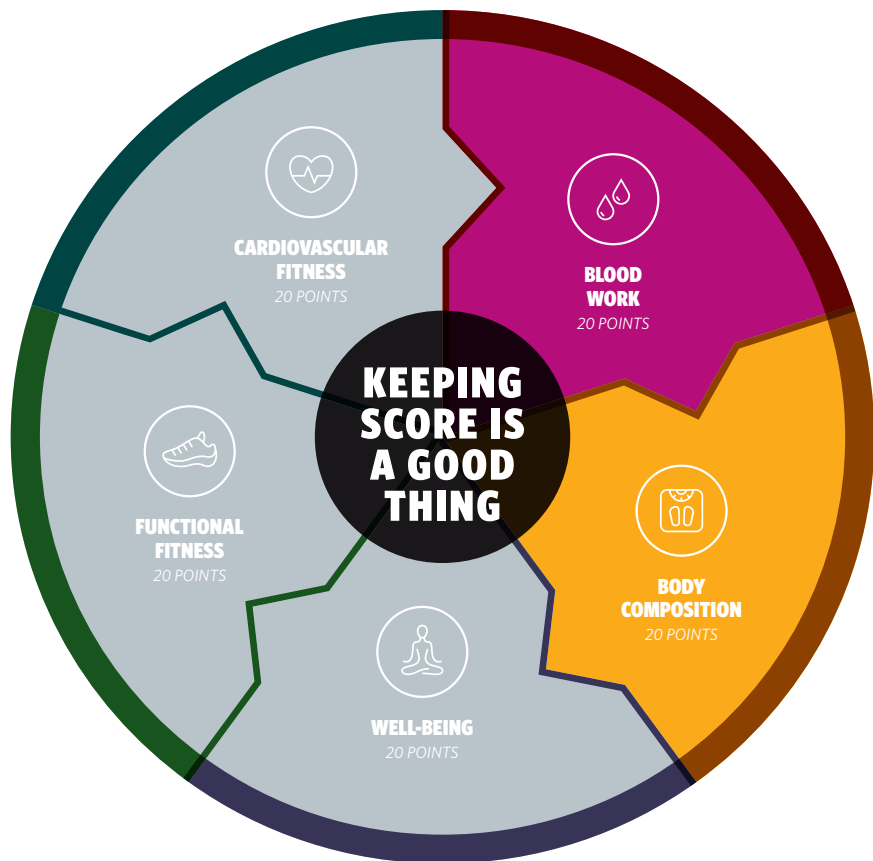 CARDIOVASCULAR
FITNESS
20 POINTS
BLOOD
WORK
20 POINTS
KEEPING
SCORE IS
A GOOD
THING
FUNCTIONAL
FITNESS
20 POINTS
BODY
COMPOSITION
20 POINTS
WELL-BEING
20 POINTS